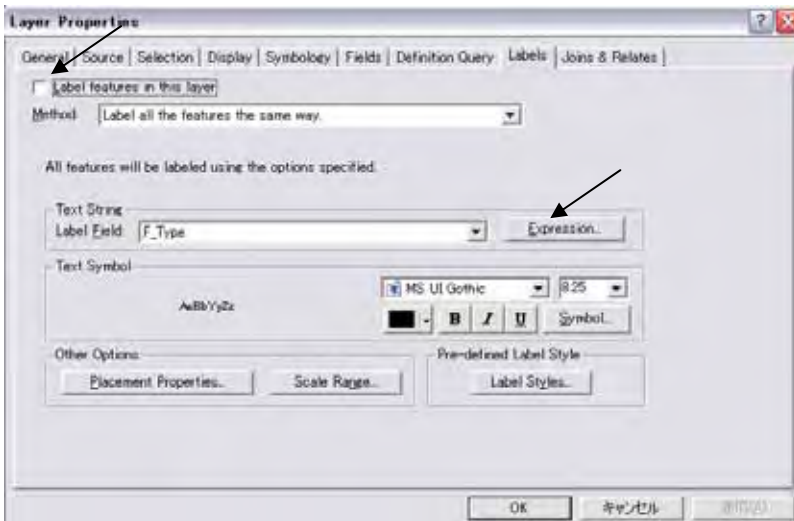 Layer Properties
General Source Selection Display Symbology Fields Definition Query Labels Joins & Relates
Label features in this layer
Method: Label all the features the same way.
All features will be labeled using the options specified.
Text String
Label Field: F_Type Expression...
Text Symbol
AaBbYyZz MS UI Gothic 8.25
B I U Symbol...
Other Options Pre-defined Label Style
Placement Properties... Scale Range... Label Styles...
OK キャンセル